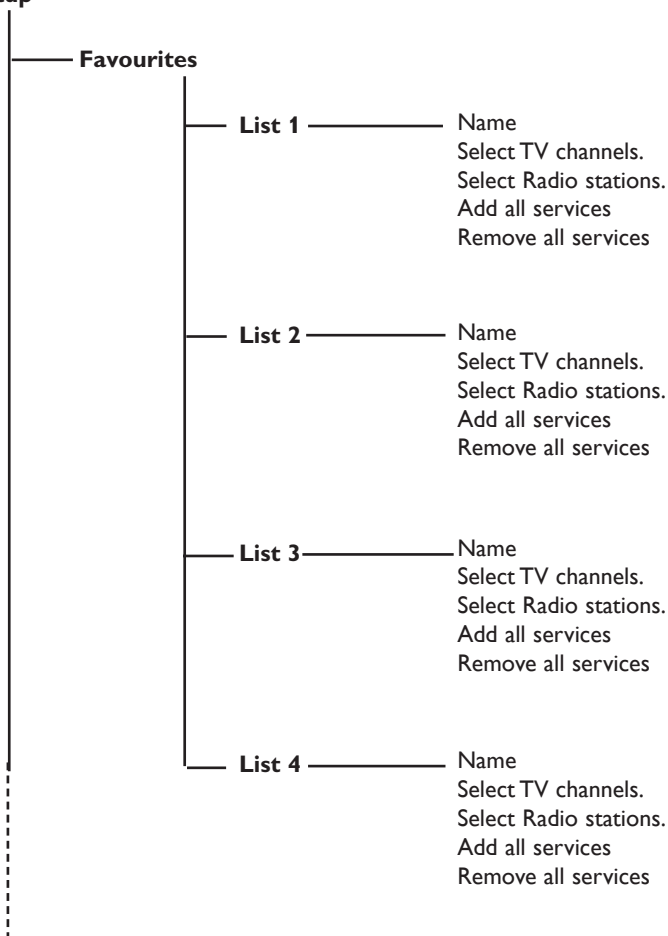 Favourites
List 1
Name
Select TV channels.
Select Radio stations.
Add all services
Remove all services
List 2
Name
Select TV channels.
Select Radio stations.
Add all services
Remove all services
List 3
Name
Select TV channels.
Select Radio stations.
Add all services
Remove all services
List 4
Name
Select TV channels.
Select Radio stations.
Add all services
Remove all services